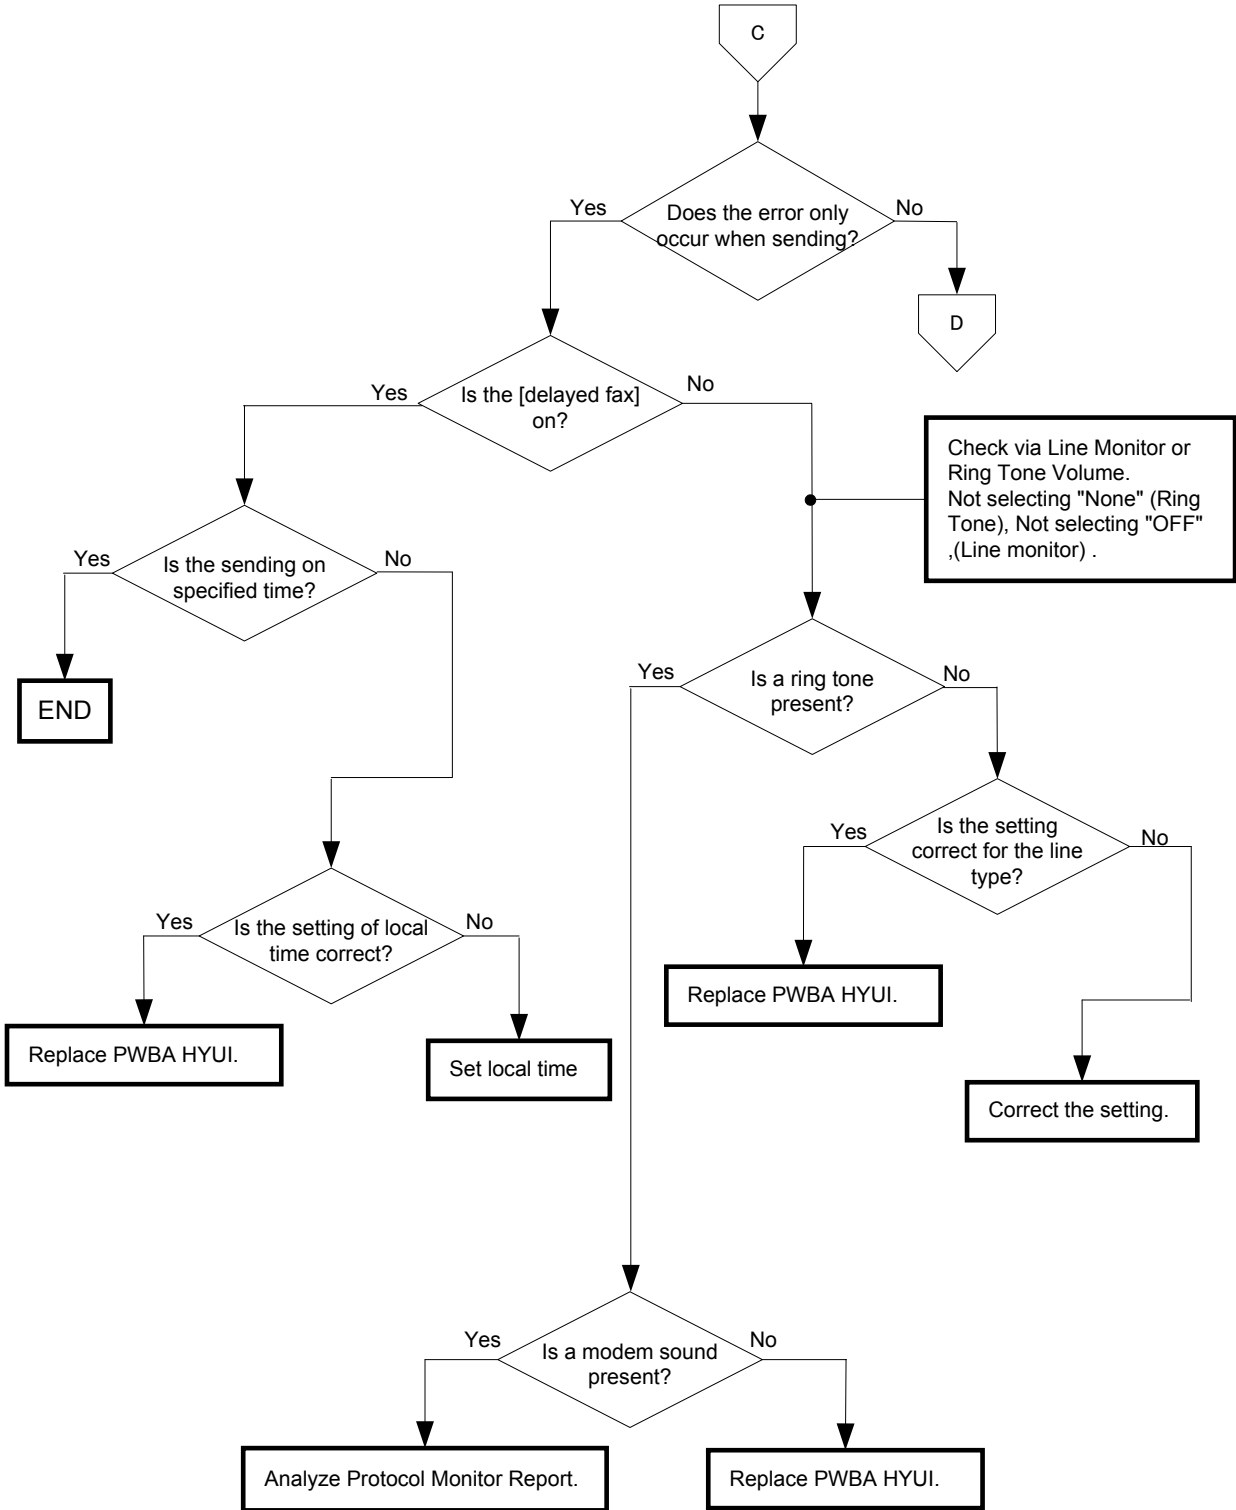 C
Yes
Does the error only
occur when sending?
No
D
Yes
Is the [delayed fax]
on?
No
Check via Line Monitor or
Ring Tone Volume.
Not selecting "None" (Ring
Tone), Not selecting "OFF"
,(Line monitor) .
Yes
Is the sending on
specified time?
No
END
Yes
Is a ring tone
present?
No
Yes
Is the setting
correct for the line
type?
No
Yes
Is the setting of local
time correct?
No
Replace PWBA HYUI.
Replace PWBA HYUI.
Set local time
Correct the setting.
Yes
Is a modem sound
present?
No
Analyze Protocol Monitor Report.
Replace PWBA HYUI.